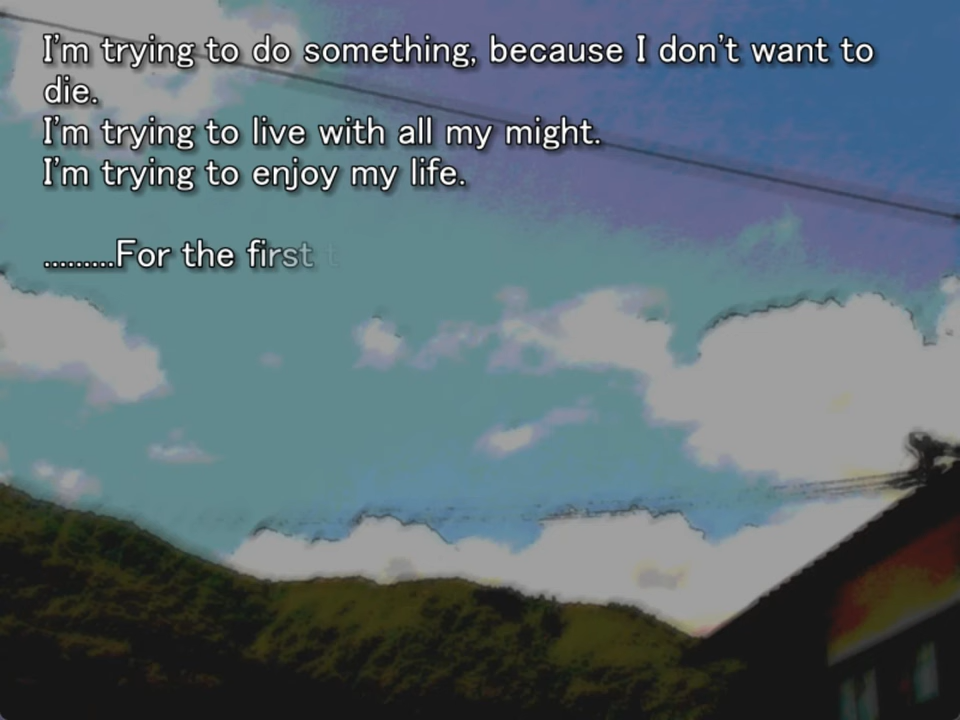 I'm trying to do something, because I don't want to
die.
I'm trying to live with all my might.
I'm trying to enjoy my life.
.........For the first t